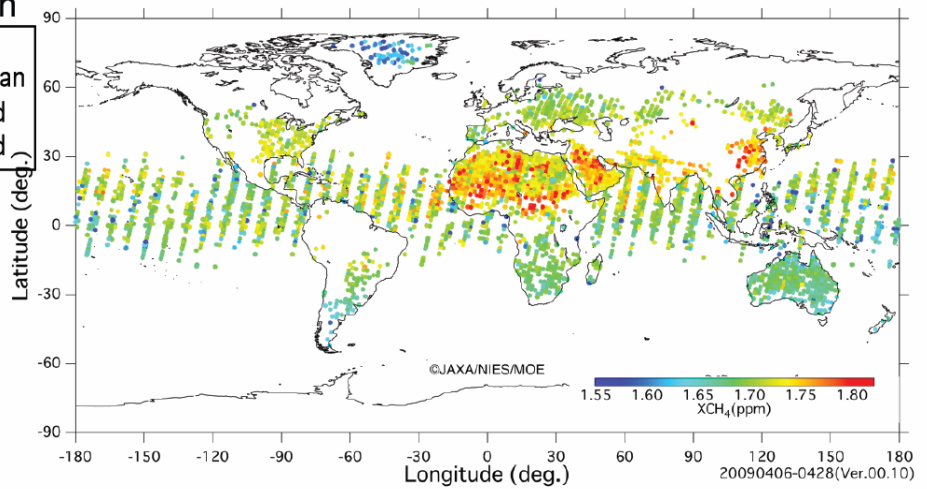 n
an
d
d
90
60
30
0
-30
-60
-90
Latitude (deg.)
©JAXA/NIES/MOE
1.55 1.60 1.65 1.70 1.75 1.80
XCH4(ppm)
-180 -150 -120 -90 -60 -30 0 30 60 90 120 150 180
Longitude (deg.)
20090406-0428(Ver.00.10)